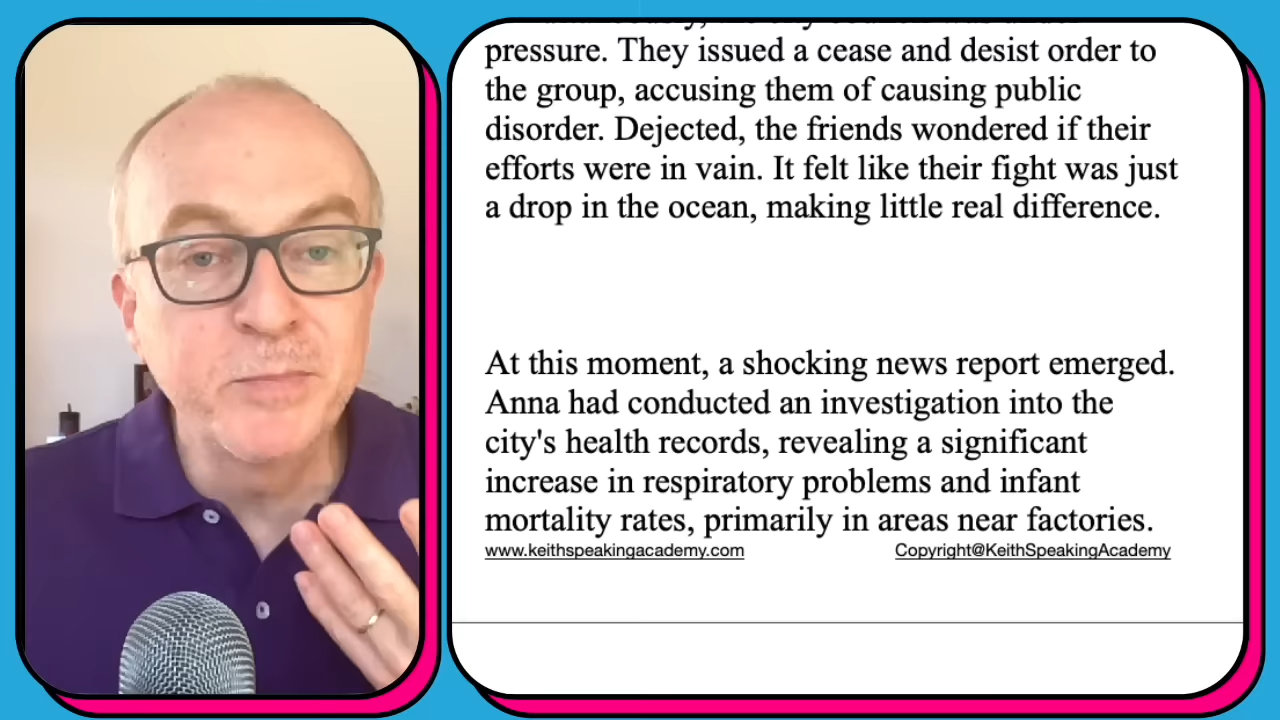 pressure. They issued a cease and desist order to
the group, accusing them of causing public
disorder. Dejected, the friends wondered if their
efforts were in vain. It felt like their fight was just
a drop in the ocean, making little real difference.
At this moment, a shocking news report emerged.
Anna had conducted an investigation into the
city's health records, revealing a significant
increase in respiratory problems and infant
mortality rates, primarily in areas near factories.
www.keithspeakingacademy.com Copyright@KeithSpeakingAcademy